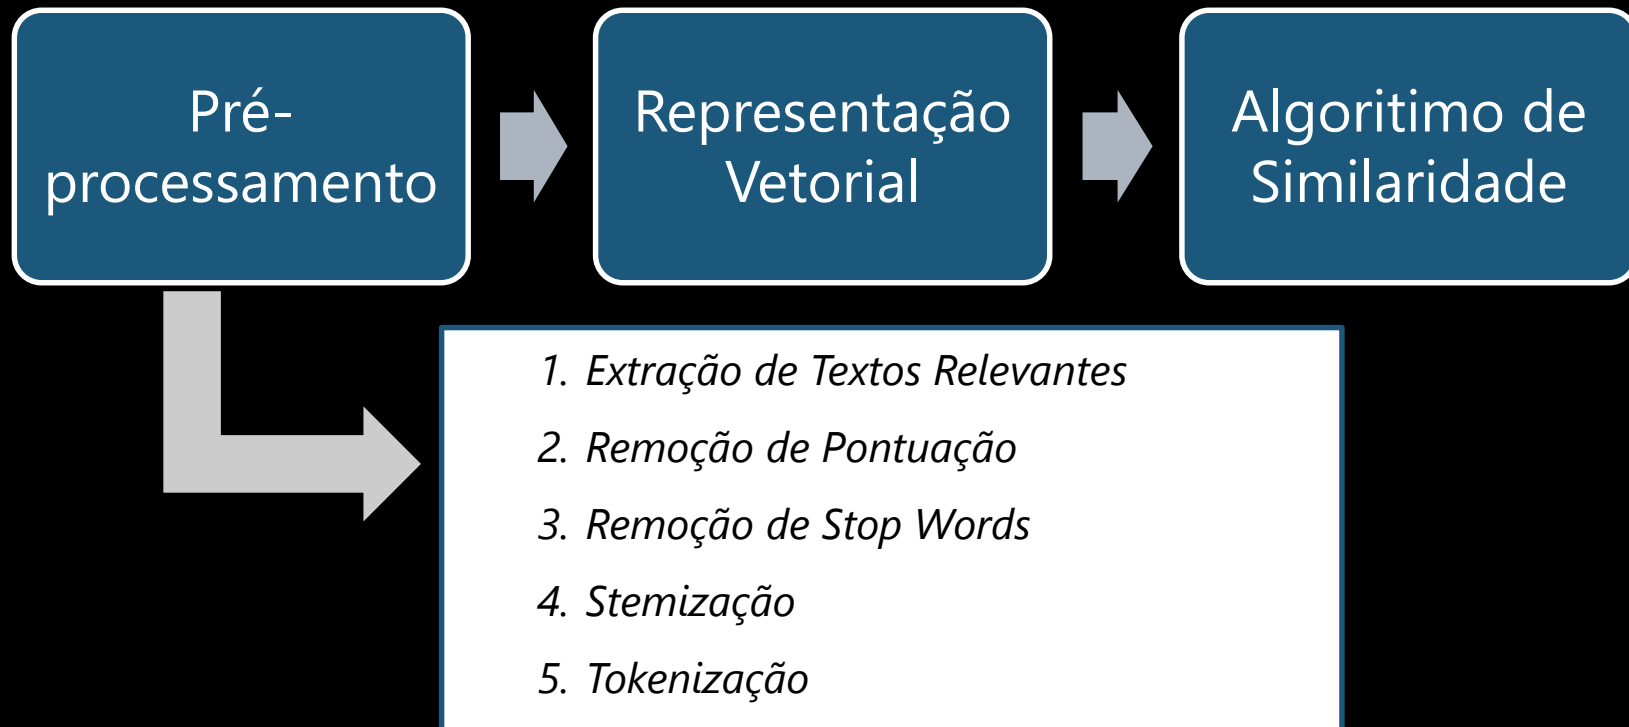 Pré-
processamento
Representação
Vetorial
Algoritimo de
Similaridade
1. Extração de Textos Relevantes
2. Remoção de Pontuação
3. Remoção de Stop Words
4. Stemização
5. Tokenização